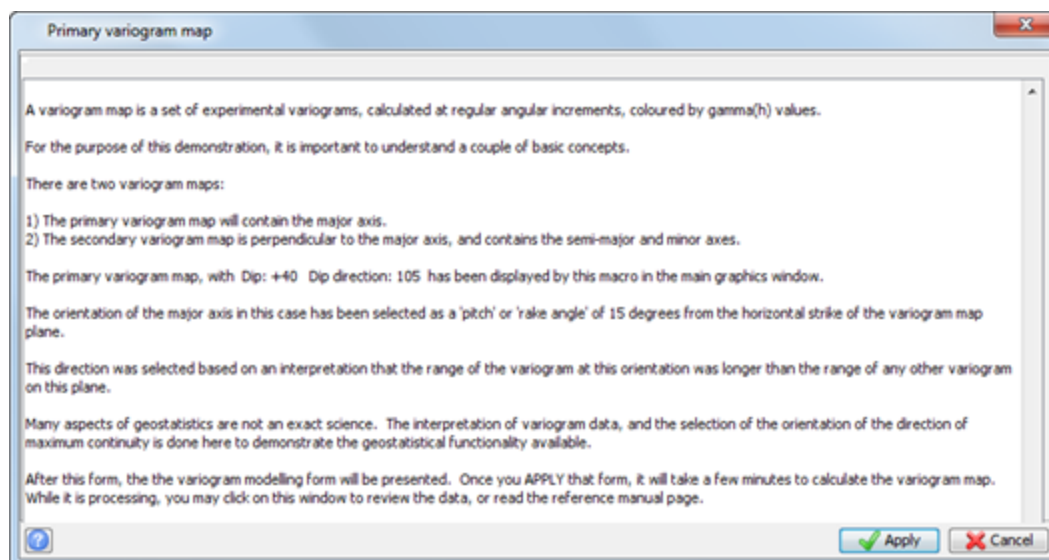 Primary variogram map
A variogram map is a set of experimental variograms, calculated at regular angular increments, coloured by gamma(h) values.
For the purpose of this demonstration, it is important to understand a couple of basic concepts.
There are two variogram maps:
1) The primary variogram map will contain the major axis.
2) The secondary variogram map is perpendicular to the major axis, and contains the semi-major and minor axes.
The primary variogram map, with Dip: +40 Dip direction: 105 has been displayed by this macro in the main graphics window.
The orientation of the major axis in this case has been selected as a 'pitch' or 'rake angle' of 15 degrees from the horizontal strike of the variogram map
plane.
This direction was selected based on an interpretation that the range of the variogram at this orientation was longer than the range of any other variogram
on this plane.
Many aspects of geostatistics are not an exact science. The interpretation of variogram data, and the selection of the orientation of the direction of
maximum continuity is done here to demonstrate the geostatistical functionality available.
After this form, the the variogram modelling form will be presented. Once you APPLY that form, it will take a few minutes to calculate the variogram map.
While it is processing, you may click on this window to review the data, or read the reference manual page.
Apply Cancel